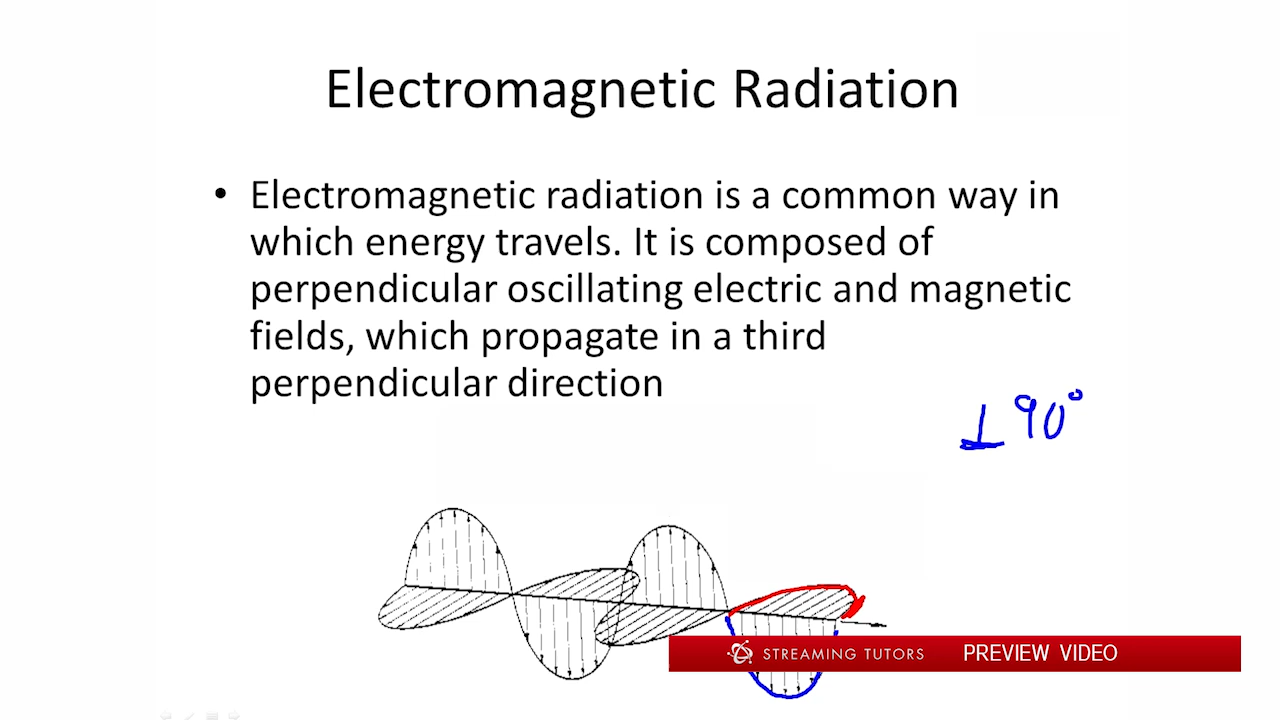 Electromagnetic Radiation
• Electromagnetic radiation is a common way in
which energy travels. It is composed of
perpendicular oscillating electric and magnetic
fields, which propagate in a third
perpendicular direction
⊥ 90°
STREAMING TUTORS PREVIEW VIDEO